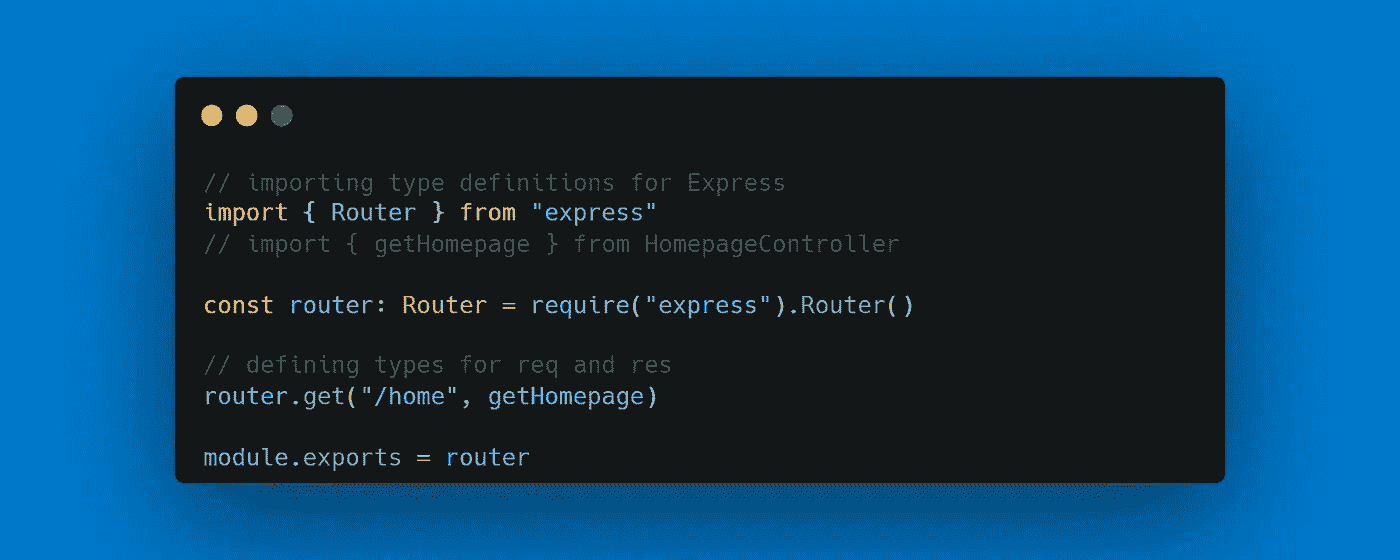 // importing type definitions for Express
import { Router } from "express"
// import { getHomepage } from HomepageController
const router: Router = require("express").Router()
// defining types for req and res
router.get("/home", getHomepage)
module.exports = router